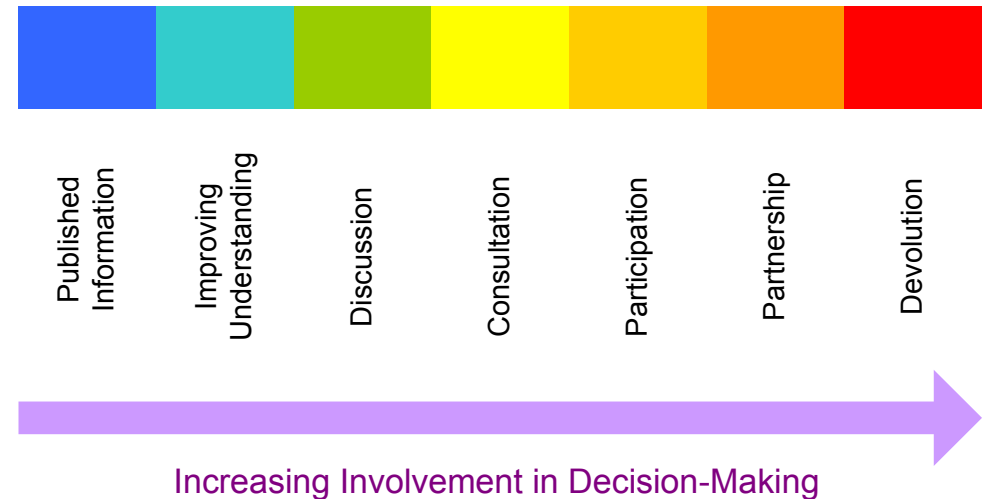 Published
Information
Improving
Understanding
Discussion
Consultation
Participation
Partnership
Devolution
Increasing Involvement in Decision-Making